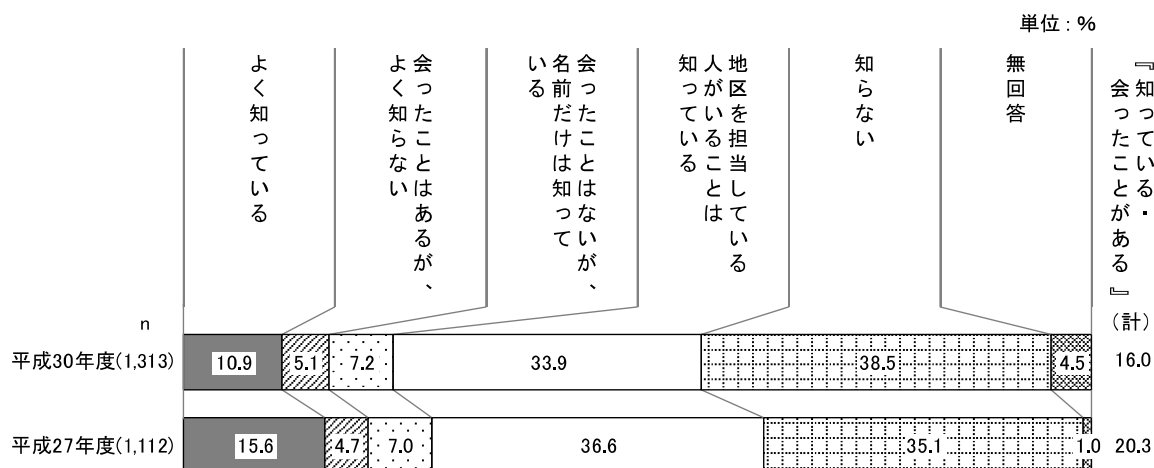 単位：％
よく知っている
会ったことはあるが、
よく知らない
会ったことはないが、
名前だけは知って
いる
地区を担当している
人がいることは
知っている
知らない
無回答
『知っている・
会ったことがある』
（計）
n
平成30年度(1,313) 10.9 5.1 7.2 33.9 38.5 4.5 16.0
平成27年度(1,112) 15.6 4.7 7.0 36.6 35.1 1.0 20.3